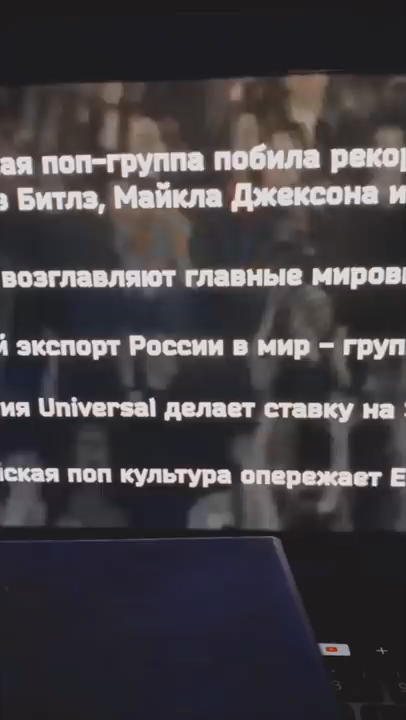 ая поп-группа побила рекор
в Битлз, Майкла Джексона и
возглавляют главные миров
й экспорт России в мир - груп
ия Universal делает ставку на
йская поп культура опережает Е